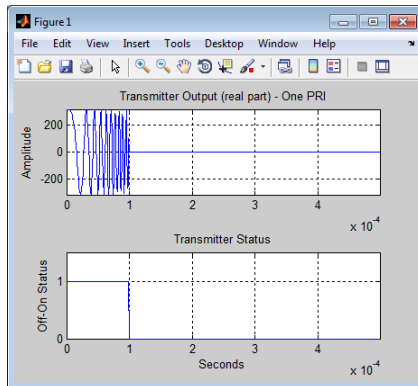 Figure 1
File Edit View Insert Tools Desktop Window Help
Transmitter Output (real part) - One PRI
Amplitude
200
0
-200
0 1 2 3 4
x 10^-4
Transmitter Status
Off-On Status
1
0
0 1 2 3 4
x 10^-4
Seconds